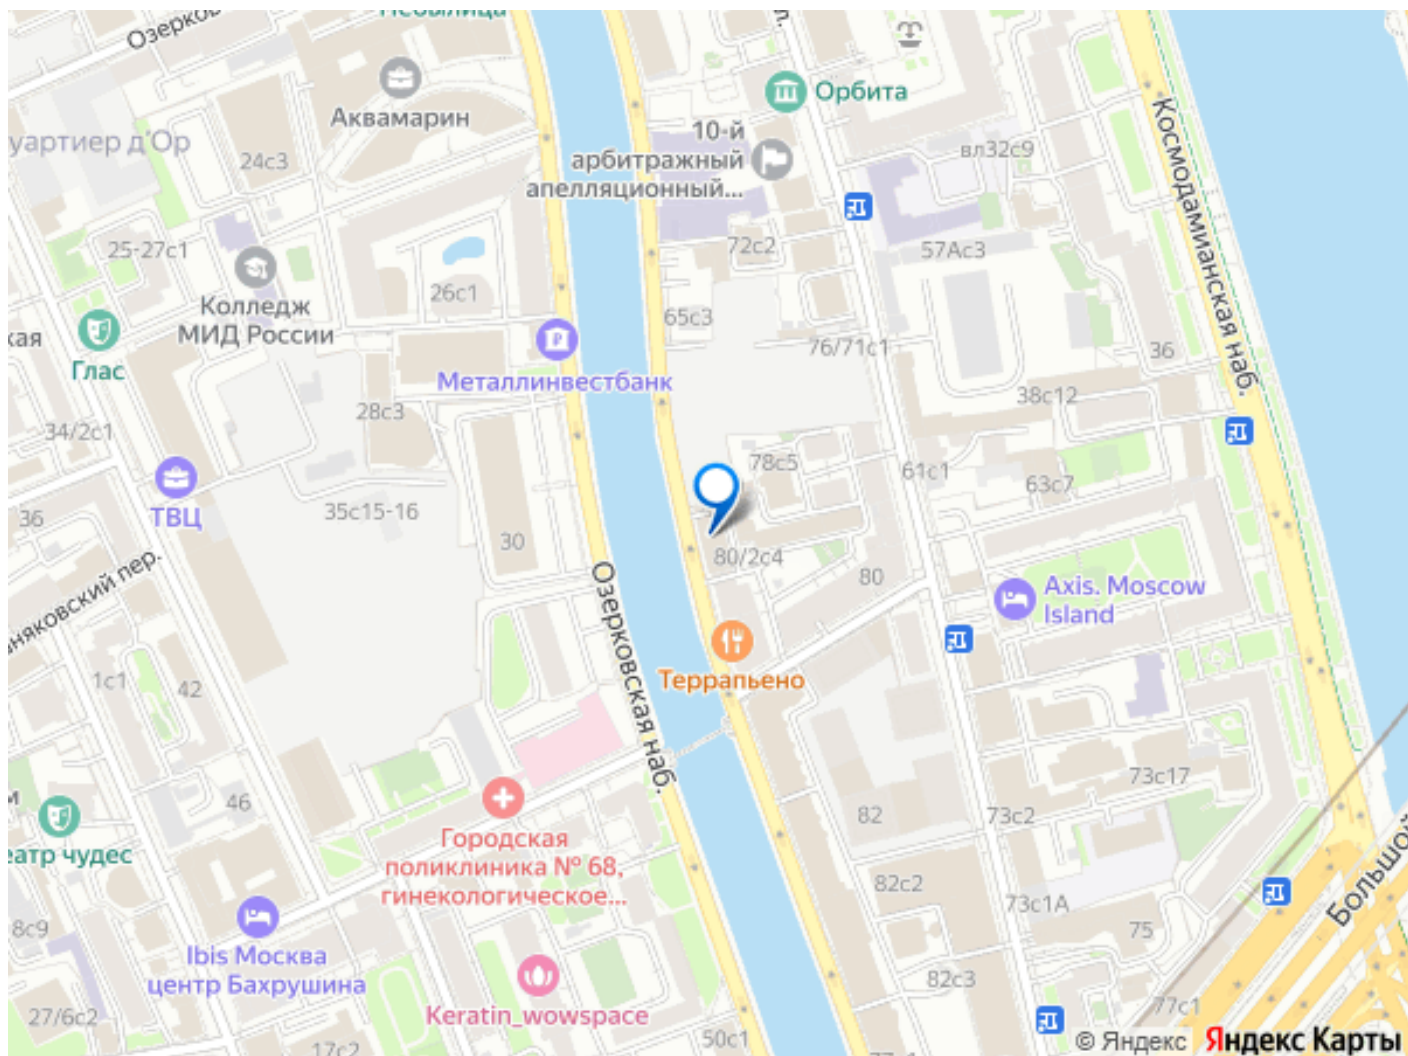 Озерков
Небылица
Аквамарин
Орбита
10-й
арбитражный
апелляционный...
уартиер д'Ор
24с3
вл32с9
Космодамианская наб.
25-27с1
72с2
57Ас3
Колледж
МИД России
26с1
65с3
76/71с1
36
кая
Глас
Металлинвестбанк
38с12
28с3
34/2с1
78с5
61с1
63с7
ТВЦ
36
35с15-16
30
80/2с4
80
Axis. Moscow
Island
няковский пер.
Озерковская наб.
Террапьено
1с1
42
46
73с17
82
73с2
еатр чудес
Городская
поликлиника № 68,
гинекологическое...
82с2
73с1А
Большой
75
8с9
Ibis Москва
центр Бахрушина
82с3
Keratin_wowspace
77с1
27/6с2
17с2
50с1
© Яндекс Яндекс Карты